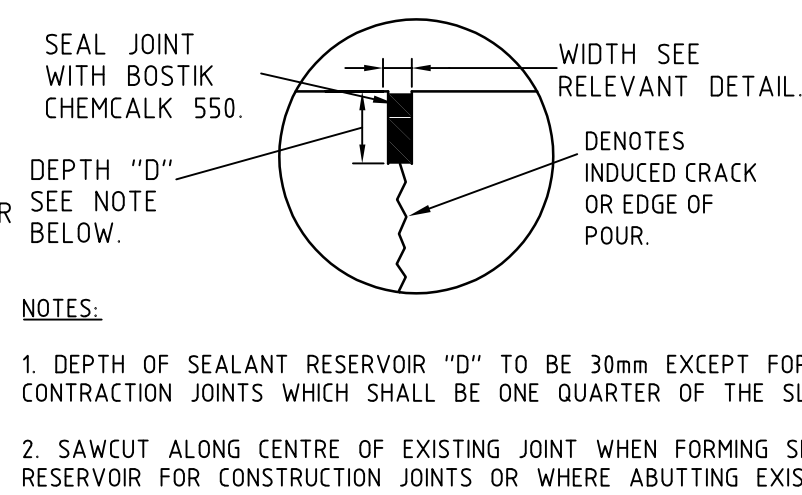 SEAL JOINT
WITH BOSTIK
CHEMCALK 550.
WIDTH SEE
RELEVANT DETAIL.
DEPTH "D"
SEE NOTE
BELOW.
DENOTES
INDUCED CRACK
OR EDGE OF
POUR.
NOTES:
1. DEPTH OF SEALANT RESERVOIR "D" TO BE 30mm EXCEPT FOR
CONTRACTION JOINTS WHICH SHALL BE ONE QUARTER OF THE
2. SAWCUT ALONG CENTRE OF EXISTING JOINT WHEN FORMING
RESERVOIR FOR CONSTRUCTION JOINTS OR WHERE ABUTTING